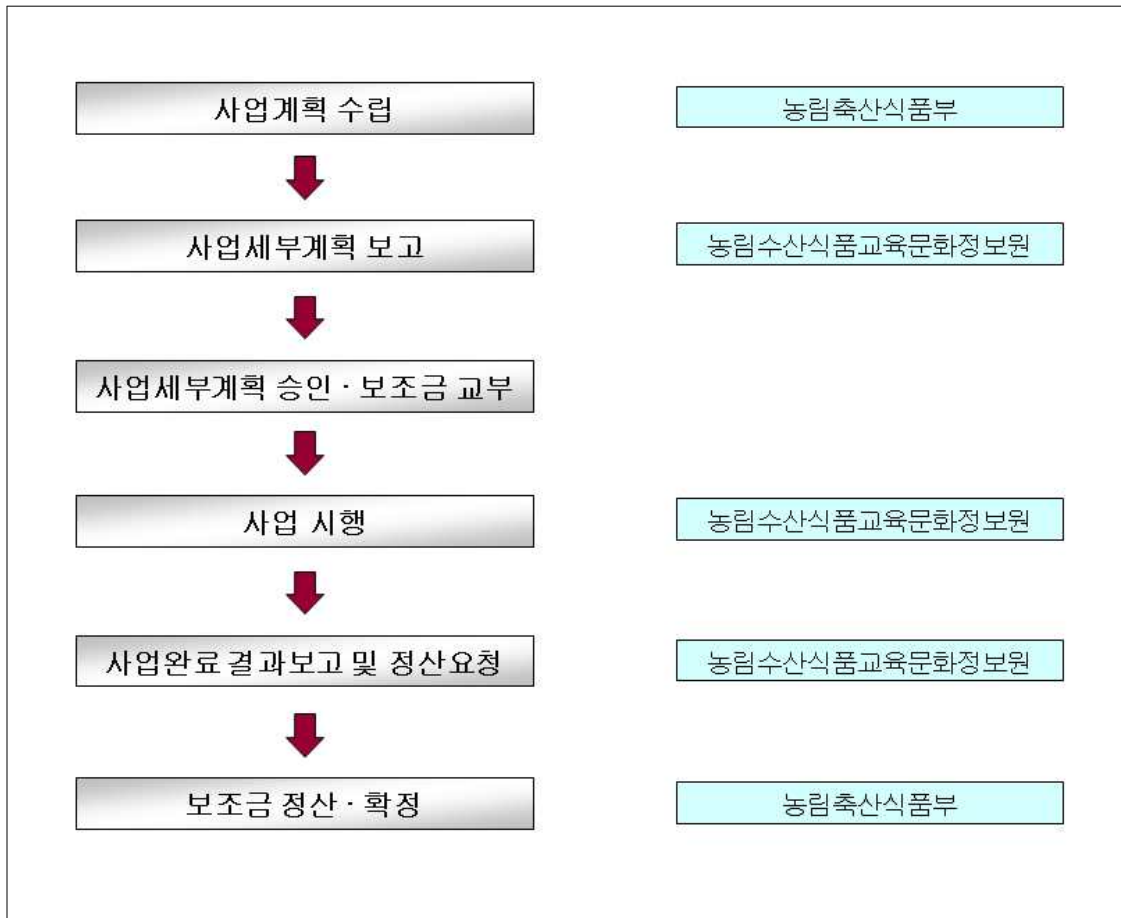 사업계획 수립
농림축산식품부
사업세부계획 보고
농림수산식품교육문화정보원
사업세부계획 승인 · 보조금 교부
사업 시행
농림수산식품교육문화정보원
사업완료 결과보고 및 정산요청
농림수산식품교육문화정보원
보조금 정산 · 확정
농림축산식품부